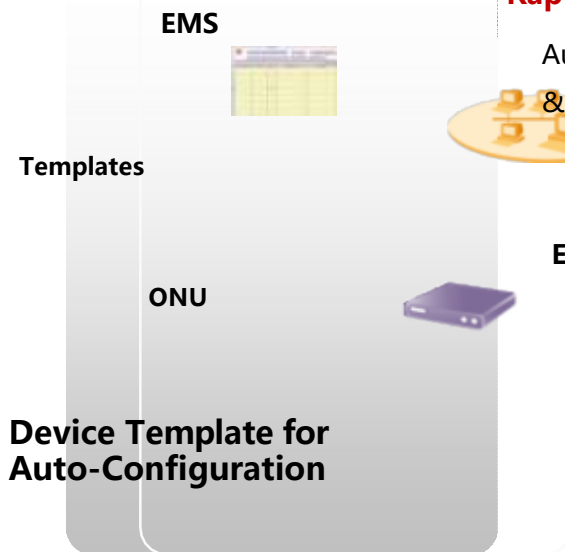 EMS
&
Templates
ONU
Device Template for
Auto-Configuration